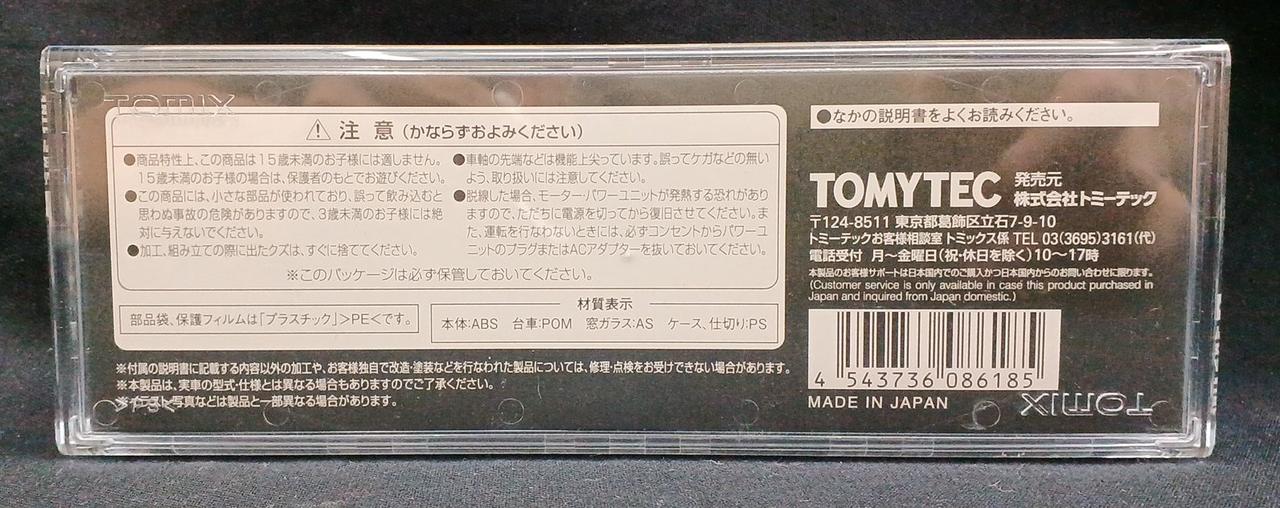 TOMIX
⚠注 意(かならずおよみください)
●商品特性上、この商品は15歳未満のお子様には適しません。
15歳未満のお子様の場合は、保護者のもとでお遊びください。
●この商品には、小さな部品が使われており、誤って飲み込むと
思わぬ事故の危険がありますので、3歳未満のお子様には絶
対に与えないでください。
●加工、組み立ての際に出たクズは、すぐに捨ててください。
●車軸の先端などは機能上尖っています。誤ってケガなどの無い
よう、取り扱いには注意してください。
●脱線した場合、モーター・パワーユニットが発熱する恐れがあり
ますので、ただちに電源を切ってから復旧させてください。ま
た、運転を行なわないときには、必ずコンセントからパワーユ
ニットのプラグまたはACアダプターを抜いておいてください。
※このパッケージは必ず保管しておいてください。
部品袋、保護フィルムは「プラスチック」>PE<です。
材質表示
本体:ABS 台車:POM 窓ガラス:AS ケース、仕切り:PS
※付属の説明書に記載する内容以外の加工や、お客様独自で改造・塗装などを行なわれた製品については、修理・点検をお受けできない場合があります。
※本製品は、実車の型式・仕様とは異なる場合もありますのでご了承ください。
※イラスト・写真などは製品と一部異なる場合があります。
>PS<
●なかの説明書をよくお読みください。
TOMYTEC 発売元
株式会社トミーテック
〒124-8511 東京都葛飾区立石7-9-10
トミーテックお客様相談室 トミックス係 TEL 03(3695)3161(代)
電話受付 月〜金曜日(祝・休日を除く)10〜17時
本製品のお客様サポートは日本国内でのご購入かつ日本国内からのお問い合わせに限ります。
(Customer service is only available in case this product purchased in
Japan and inquired from Japan domestic.)
4 543736 086185
MADE IN JAPAN
TOMIX